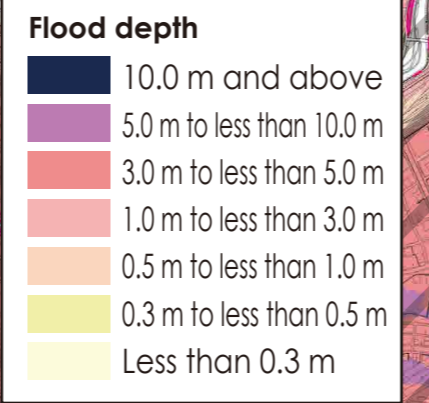 Flood depth
10.0 m and above
5.0 m to less than 10.0 m
3.0 m to less than 5.0 m
1.0 m to less than 3.0 m
0.5 m to less than 1.0 m
0.3 m to less than 0.5 m
Less than 0.3 m